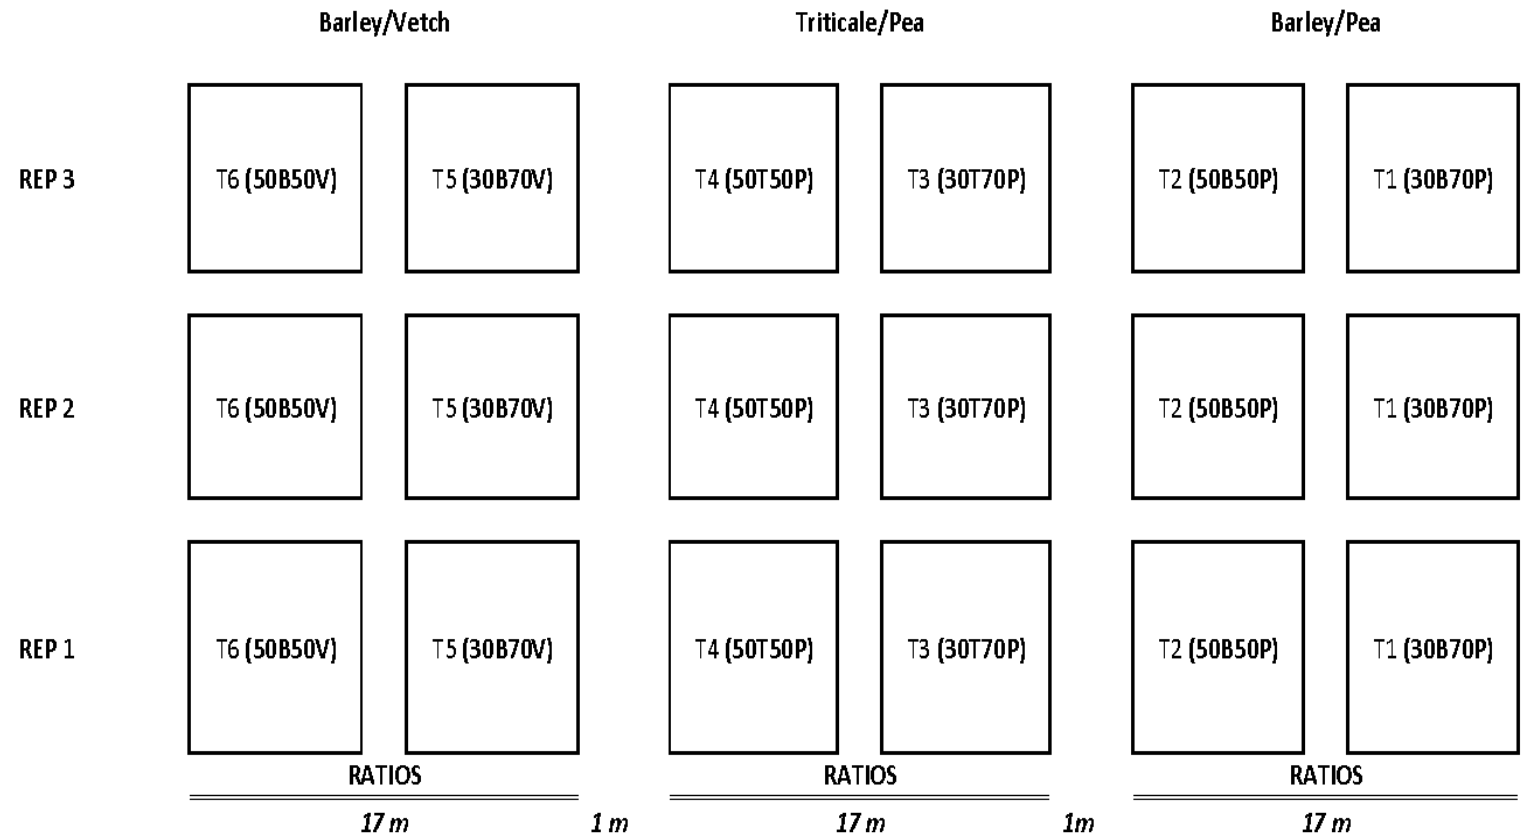 Barley/Vetch Triticale/Pea Barley/Pea
REP 3 T6 (50B50V) T5 (30B70V) T4 (50T50P) T3 (30T70P) T2 (50B50P) T1 (30B70P)
REP 2 T6 (50B50V) T5 (30B70V) T4 (50T50P) T3 (30T70P) T2 (50B50P) T1 (30B70P)
REP 1 T6 (50B50V) T5 (30B70V) T4 (50T50P) T3 (30T70P) T2 (50B50P) T1 (30B70P)
RATIOS RATIOS RATIOS
17 m 1 m 17 m 1m 17 m